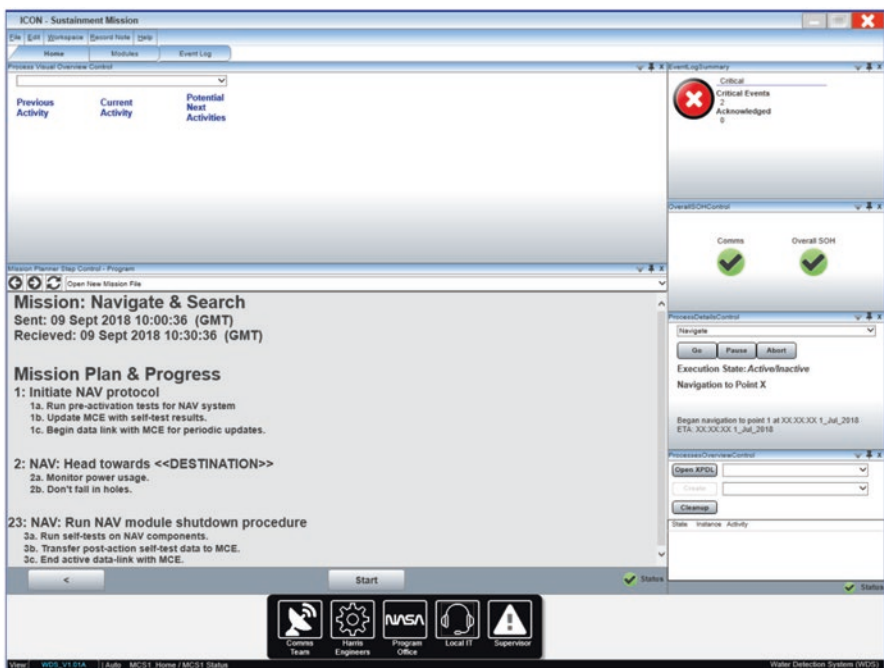 ICON - Sustainment Mission
File Edit Workspace Record Note Help
Home Modules Event Log
Process Visual Overview Control
Previous Activity
Current Activity
Potential Next Activities
EventLogSummary
Critical
Critical Events
2
Acknowledged
0
OverallSOHControl
Comms Overall SOH
Mission Planner Step Control - Program
Open New Mission File
Mission: Navigate & Search
Sent: 09 Sept 2018 10:00:36 (GMT)
Recieved: 09 Sept 2018 10:30:36 (GMT)
Mission Plan & Progress
1: Initiate NAV protocol
1a. Run pre-activation tests for NAV system
1b. Update MCE with self-test results.
1c. Begin data link with MCE for periodic updates.
2: NAV: Head towards <<DESTINATION>>
2a. Monitor power usage.
2b. Don't fall in holes.
23: NAV: Run NAV module shutdown procedure
3a. Run self-tests on NAV components.
3b. Transfer post-action self-test data to MCE.
3c. End active data-link with MCE.
< Start Status
ProcessDetailsControl
Navigate
Go Pause Abort
Execution State: Active/Inactive
Navigation to Point X
Began navigation to point 1 at XX:XX:XX 1_Jul_2018
ETA: XX:XX:XX 1_Jul_2018
ProcessesOverviewControl
Open XPDL
Create
Cleanup
State Instance Activity
Status
Comms Team
Harris Engineers
NASA
Program Office
Local IT
Supervisor
View: WDS_V1.01A | Auto MCS1 Home / MCS1 Status Water Detection System (WDS)